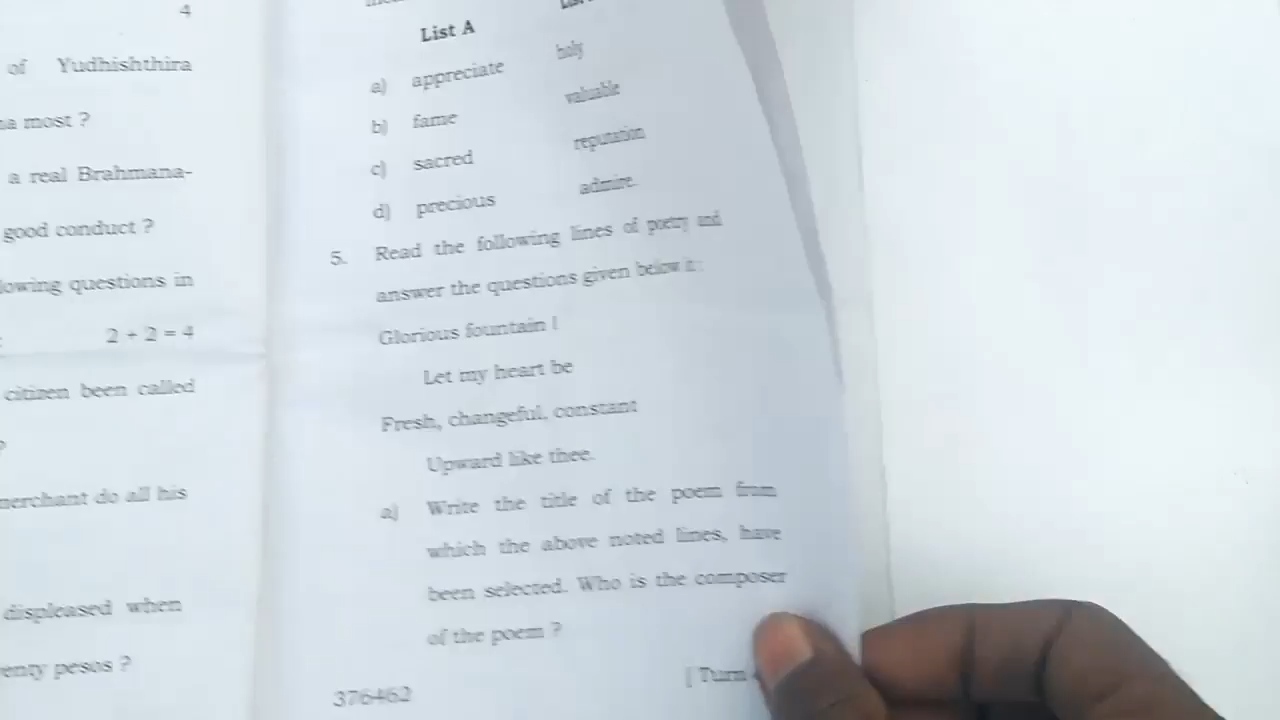 4
of Yudhishthira
most ?
a real Brahmana-
good conduct ?
questions in
2 + 2 = 4
citizen been called
?
merchant do all his
displeased when
pesos ?
List A
a) appreciate holy
b) fame valuable
c) sacred reputation
d) precious admire.
5. Read the following lines of poetry and
answer the questions given below it :
Glorious fountain !
Let my heart be
Fresh, changeful, constant
Upward like thee.
a) Write the title of the poem from
which the above noted lines, have
been selected. Who is the composer
of the poem ?
376462 [ Turn